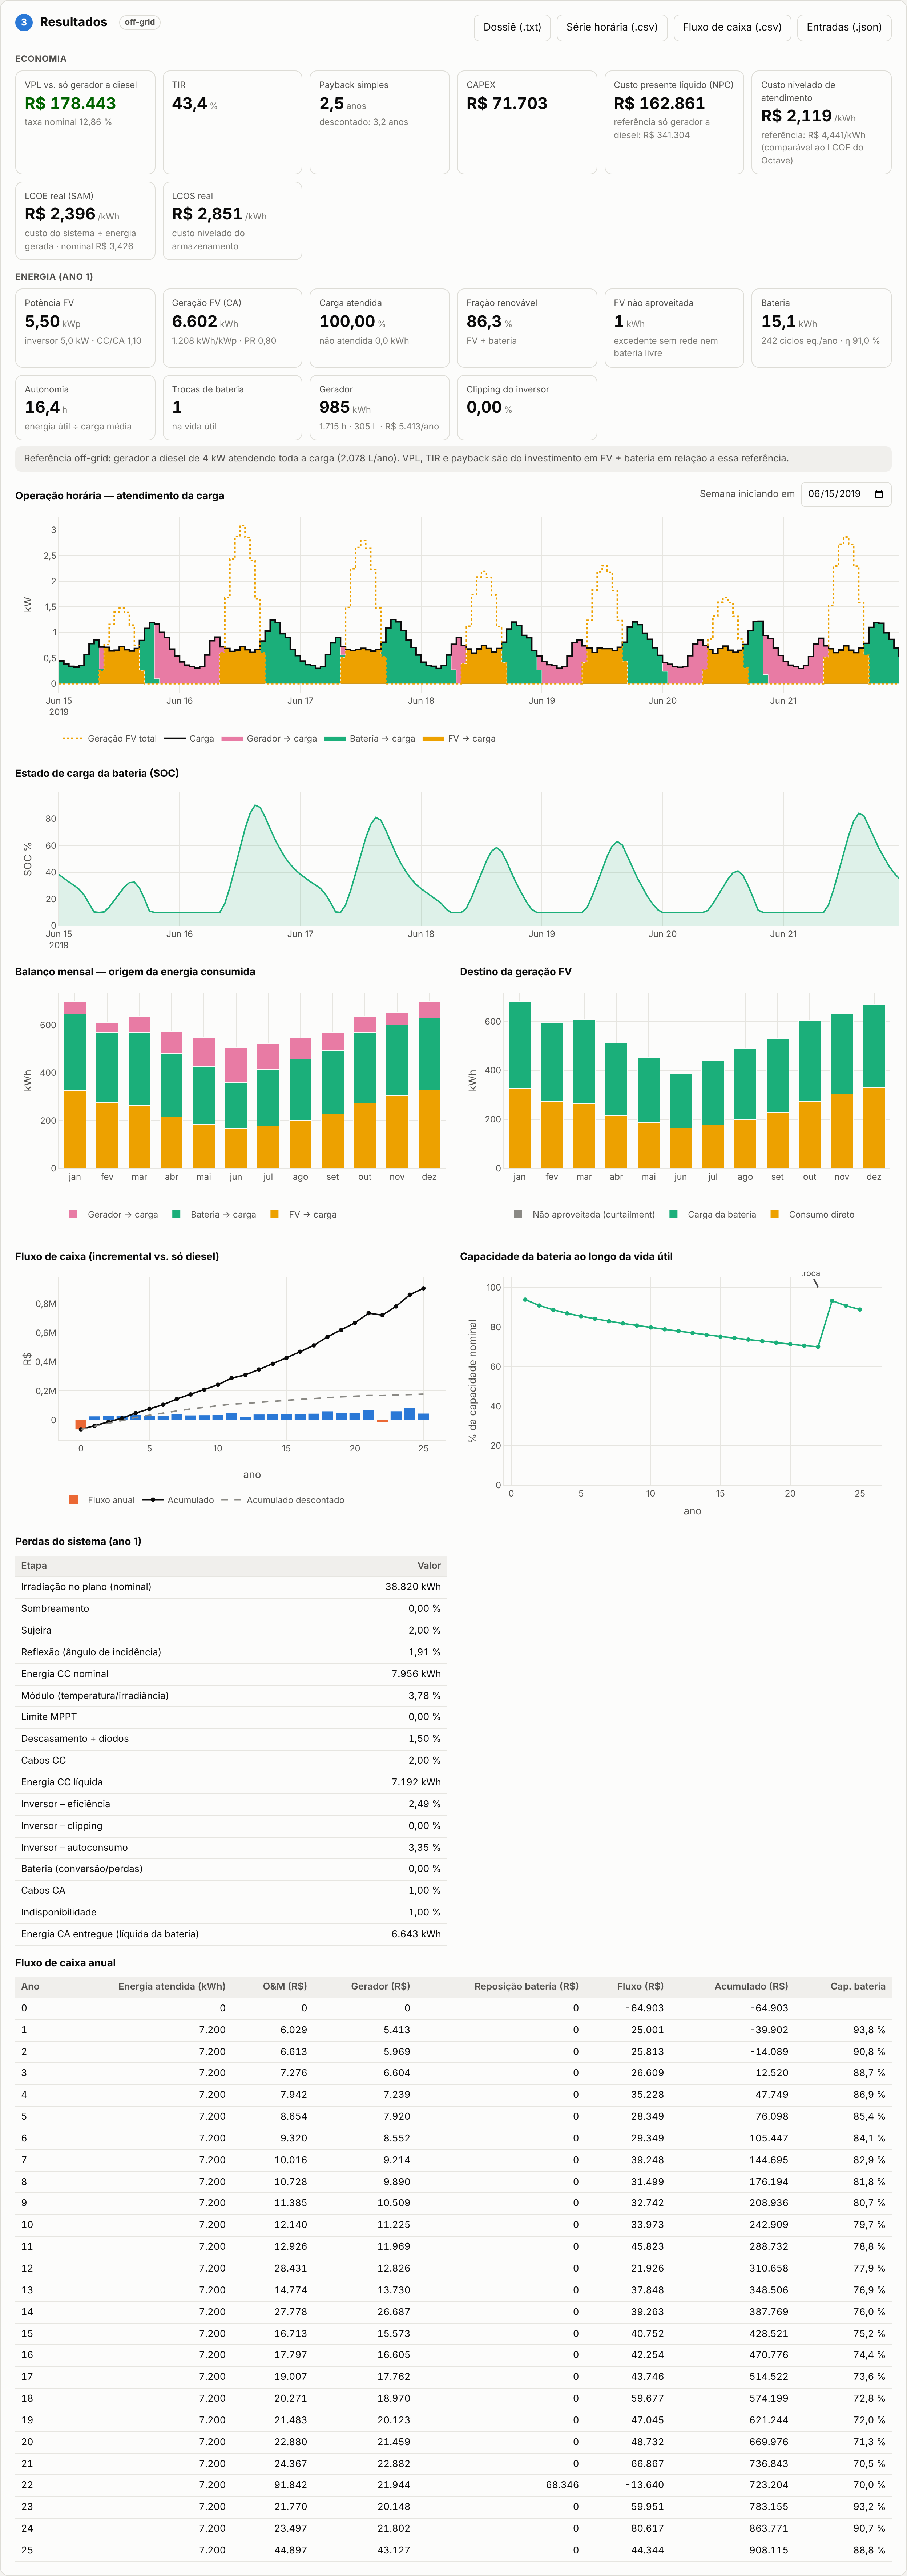 3 Resultados off-grid
Dossiê (.txt) Série horária (.csv) Fluxo de caixa (.csv) Entradas (.json)
ECONOMIA
VPL vs. só gerador a diesel
R$ 178.443
taxa nominal 12,86 %
TIR
43,4 %
Payback simples
2,5 anos
descontado: 3,2 anos
CAPEX
R$ 71.703
Custo presente líquido (NPC)
R$ 162.861
referência só gerador a
diesel: R$ 341.304
Custo nivelado de
atendimento
R$ 2,119 /kWh
referência: R$ 4,441/kWh
(comparável ao LCOE do
Octave)
LCOE real (SAM)
R$ 2,396 /kWh
custo do sistema ÷ energia
gerada · nominal R$ 3,426
LCOS real
R$ 2,851 /kWh
custo nivelado do
armazenamento
ENERGIA (ANO 1)
Potência FV
5,50 kWp
inversor 5,0 kW · CC/CA 1,10
Geração FV (CA)
6.602 kWh
1.208 kWh/kWp · PR 0,80
Carga atendida
100,00 %
não atendida 0,0 kWh
Fração renovável
86,3 %
FV + bateria
FV não aproveitada
1 kWh
excedente sem rede nem
bateria livre
Bateria
15,1 kWh
242 ciclos eq./ano · η 91,0 %
Autonomia
16,4 h
energia útil ÷ carga média
Trocas de bateria
1
na vida útil
Gerador
985 kWh
1.715 h · 305 L · R$ 5.413/ano
Clipping do inversor
0,00 %
Referência off-grid: gerador a diesel de 4 kW atendendo toda a carga (2.078 L/ano). VPL, TIR e payback são do investimento em FV + bateria em relação a essa referência.
Operação horária — atendimento da carga
Semana iniciando em 06/15/2019
kW
3
2,5
2
1,5
1
0,5
0
Jun 15 Jun 16 Jun 17 Jun 18 Jun 19 Jun 20 Jun 21
2019
Geração FV total Carga Gerador → carga Bateria → carga FV → carga
Estado de carga da bateria (SOC)
SOC %
80
60
40
20
0
Jun 15 Jun 16 Jun 17 Jun 18 Jun 19 Jun 20 Jun 21
2019
Balanço mensal — origem da energia consumida
kWh
600
400
200
0
jan fev mar abr mai jun jul ago set out nov dez
Gerador → carga Bateria → carga FV → carga
Destino da geração FV
kWh
600
400
200
0
jan fev mar abr mai jun jul ago set out nov dez
Não aproveitada (curtailment) Carga da bateria Consumo direto
Fluxo de caixa (incremental vs. só diesel)
R$
0,8M
0,6M
0,4M
0,2M
0
0 5 10 15 20 25
ano
Fluxo anual Acumulado Acumulado descontado
Capacidade da bateria ao longo da vida útil
troca
% da capacidade nominal
100
80
60
40
20
0
0 5 10 15 20 25
ano
Perdas do sistema (ano 1)
Etapa Valor
Irradiação no plano (nominal) 38.820 kWh
Sombreamento 0,00 %
Sujeira 2,00 %
Reflexão (ângulo de incidência) 1,91 %
Energia CC nominal 7.956 kWh
Módulo (temperatura/irradiância) 3,78 %
Limite MPPT 0,00 %
Descasamento + diodos 1,50 %
Cabos CC 2,00 %
Energia CC líquida 7.192 kWh
Inversor – eficiência 2,49 %
Inversor – clipping 0,00 %
Inversor – autoconsumo 3,35 %
Bateria (conversão/perdas) 0,00 %
Cabos CA 1,00 %
Indisponibilidade 1,00 %
Energia CA entregue (líquida da bateria) 6.643 kWh
Fluxo de caixa anual
Ano Energia atendida (kWh) O&M (R$) Gerador (R$) Reposição bateria (R$) Fluxo (R$) Acumulado (R$) Cap. bateria
0 0 0 0 0 -64.903 -64.903
1 7.200 6.029 5.413 0 25.001 -39.902 93,8 %
2 7.200 6.613 5.969 0 25.813 -14.089 90,8 %
3 7.200 7.276 6.604 0 26.609 12.520 88,7 %
4 7.200 7.942 7.239 0 35.228 47.749 86,9 %
5 7.200 8.654 7.920 0 28.349 76.098 85,4 %
6 7.200 9.320 8.552 0 29.349 105.447 84,1 %
7 7.200 10.016 9.214 0 39.248 144.695 82,9 %
8 7.200 10.728 9.890 0 31.499 176.194 81,8 %
9 7.200 11.385 10.509 0 32.742 208.936 80,7 %
10 7.200 12.140 11.225 0 33.973 242.909 79,7 %
11 7.200 12.926 11.969 0 45.823 288.732 78,8 %
12 7.200 28.431 12.826 0 21.926 310.658 77,9 %
13 7.200 14.774 13.730 0 37.848 348.506 76,9 %
14 7.200 27.778 26.687 0 39.263 387.769 76,0 %
15 7.200 16.713 15.573 0 40.752 428.521 75,2 %
16 7.200 17.797 16.605 0 42.254 470.776 74,4 %
17 7.200 19.007 17.762 0 43.746 514.522 73,6 %
18 7.200 20.271 18.970 0 59.677 574.199 72,8 %
19 7.200 21.483 20.123 0 47.045 621.244 72,0 %
20 7.200 22.880 21.459 0 48.732 669.976 71,3 %
21 7.200 24.367 22.882 0 66.867 736.843 70,5 %
22 7.200 91.842 21.944 68.346 -13.640 723.204 70,0 %
23 7.200 21.770 20.148 0 59.951 783.155 93,2 %
24 7.200 23.497 21.802 0 80.617 863.771 90,7 %
25 7.200 44.897 43.127 0 44.344 908.115 88,8 %